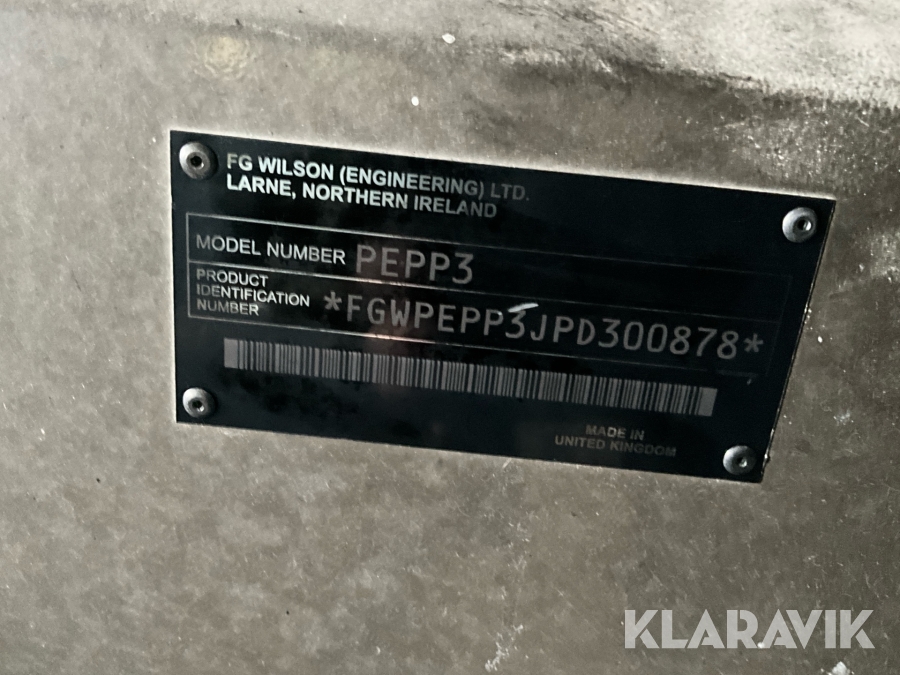 FG WILSON (ENGINEERING) LTD.
LARNE, NORTHERN IRELAND
MODEL NUMBER PEPP3
PRODUCT
IDENTIFICATION
NUMBER
*FGWPEPP3JPD300878*
MADE IN
UNITED KINGDOM
KLARAVIK